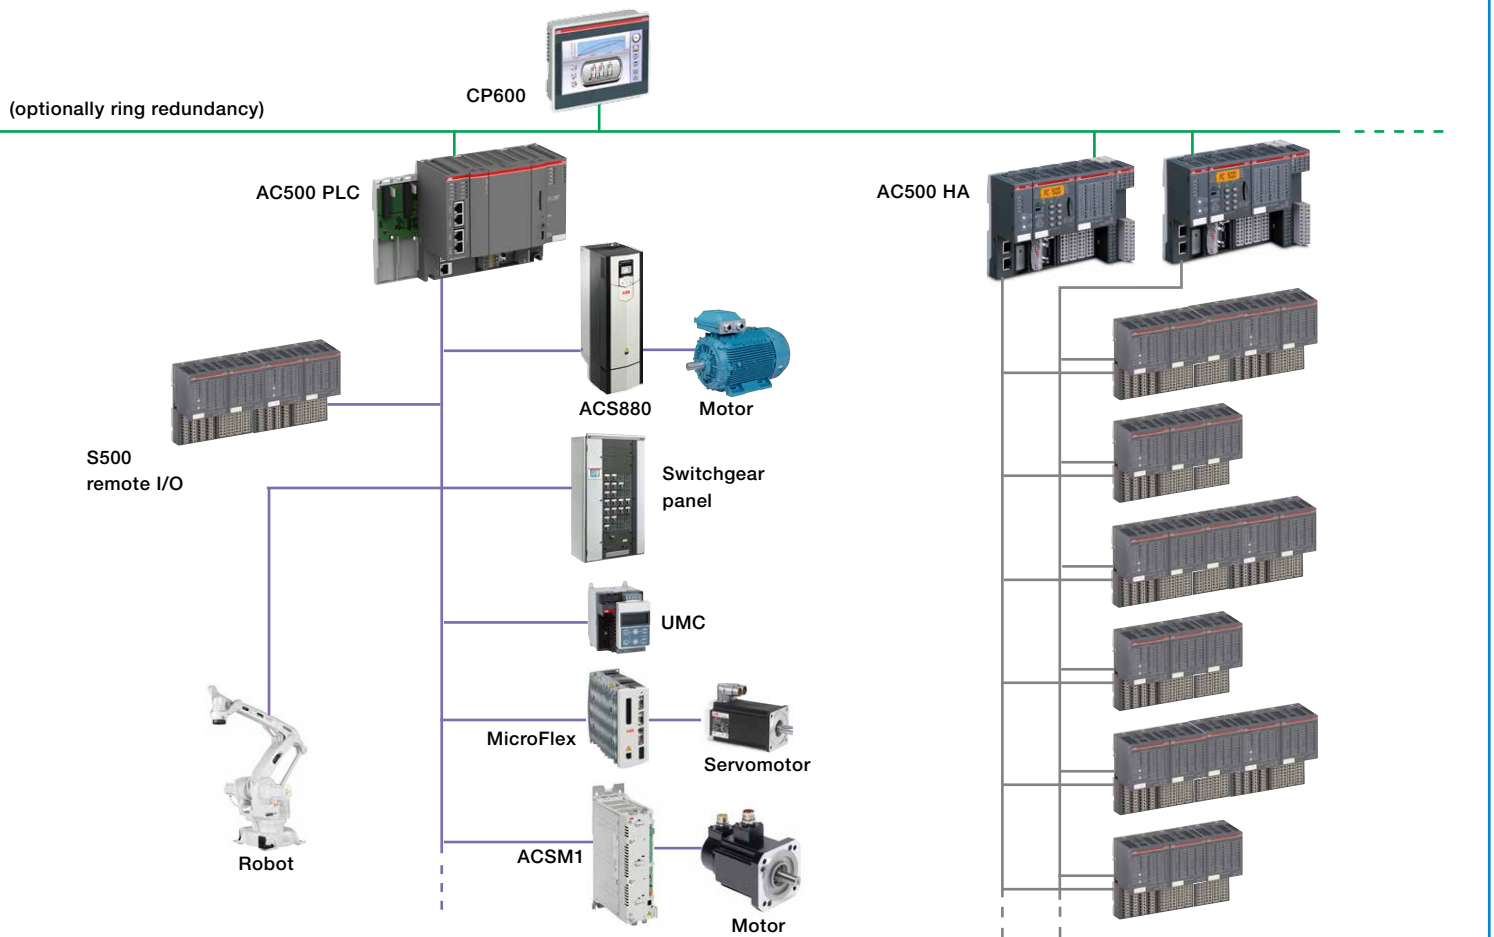 CP600
(optionally ring redundancy)
AC500 PLC
AC500 HA
ACS880
Motor
S500
remote I/O
Switchgear
panel
UMC
MicroFlex
Servomotor
Robot
ACSM1
Motor